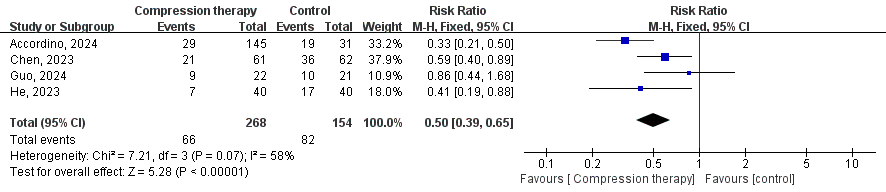 Compression therapy Control Risk Ratio Risk Ratio
Study or Subgroup Events Total Events Total Weight M-H, Fixed, 95% CI M-H, Fixed, 95% CI
Accordino, 2024 29 145 19 31 33.2% 0.33 [0.21, 0.50]
Chen, 2023 21 61 36 62 37.9% 0.59 [0.40, 0.89]
Guo, 2024 9 22 10 21 10.9% 0.86 [0.44, 1.68]
He, 2023 7 40 17 40 18.0% 0.41 [0.19, 0.88]
Total (95% CI) 268 154 100.0% 0.50 [0.39, 0.65]
Total events 66 82
Heterogeneity: Chi² = 7.21, df = 3 (P = 0.07); I² = 58%
Test for overall effect: Z = 5.28 (P < 0.00001)
0.1 0.2 0.5 1 2 5 10
Favours [ Compression therapy] Favours [control]